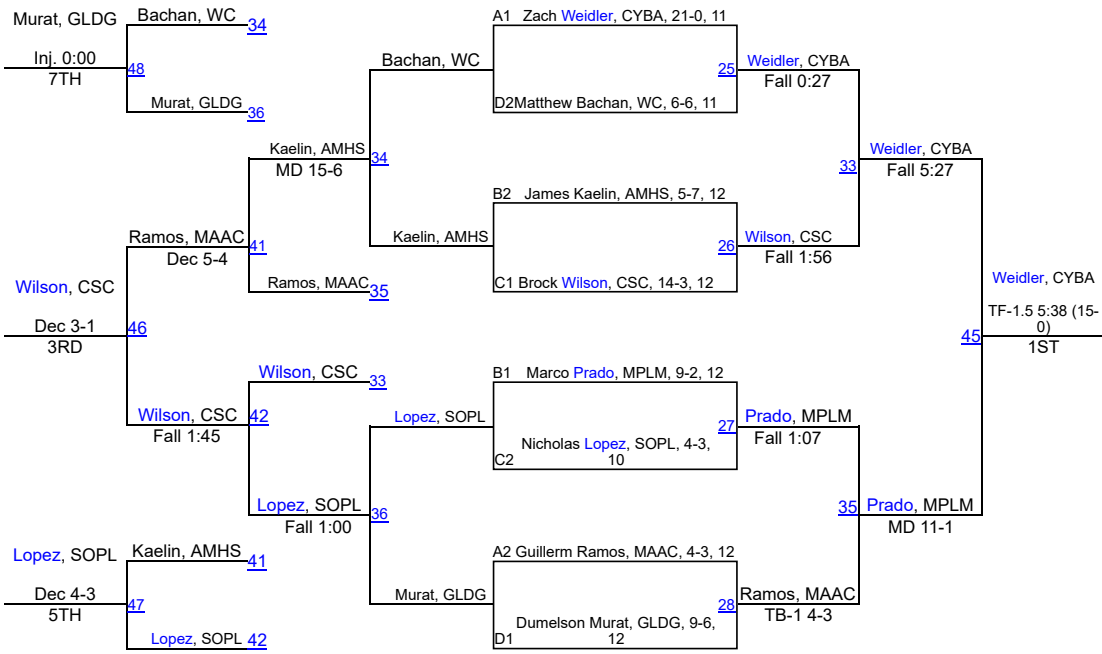 Murat, GLDG
Bachan, WC
34
Inj. 0:00
48
7TH
Murat, GLDG
36
Bachan, WC
A1 Zach Weidler, CYBA, 21-0, 11
25
D2Matthew Bachan, WC, 6-6, 11
Weidler, CYBA
Fall 0:27
Kaelin, AMHS
34
MD 15-6
Weidler, CYBA
33
Fall 5:27
B2 James Kaelin, AMHS, 5-7, 12
Kaelin, AMHS
26
C1 Brock Wilson, CSC, 14-3, 12
Wilson, CSC
Fall 1:56
Ramos, MAAC
41
Dec 5-4
Ramos, MAAC
35
Wilson, CSC
Dec 3-1
46
3RD
Weidler, CYBA
TF-1.5 5:38 (15-
0)
45
1ST
Wilson, CSC
33
Wilson, CSC
42
Fall 1:45
Lopez, SOPL
B1 Marco Prado, MPLM, 9-2, 12
27
Nicholas Lopez, SOPL, 4-3,
C2 10
Prado, MPLM
Fall 1:07
Lopez, SOPL
36
Fall 1:00
35
Prado, MPLM
MD 11-1
Lopez, SOPL
Kaelin, AMHS
41
Dec 4-3
47
5TH
Lopez, SOPL
42
Murat, GLDG
A2 Guillerm Ramos, MAAC, 4-3, 12
28
Dumelson Murat, GLDG, 9-6,
D1 12
Ramos, MAAC
TB-1 4-3